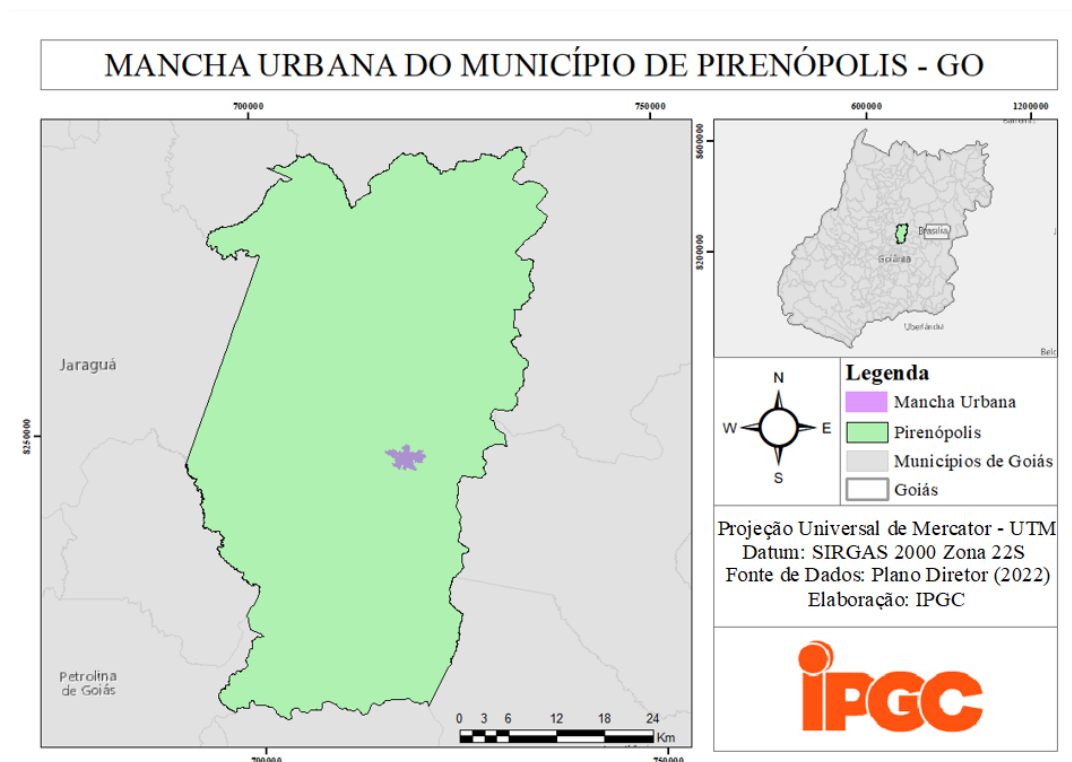 MANCHA URBANA DO MUNICÍPIO DE PIRENÓPOLIS - GO
700000
750000
600000
1200000
8250000
Jaraguá
Petrolina
de Goiás
0 3 6 12 18 24
Km
700000
750000
8600000
8200000
Brasília
Goiânia
Uberlândia
Belo
N
W
E
S
Legenda
Mancha Urbana
Pirenópolis
Municípios de Goiás
Goiás
Projeção Universal de Mercator - UTM
Datum: SIRGAS 2000 Zona 22S
Fonte de Dados: Plano Diretor (2022)
Elaboração: IPGC
iPGC